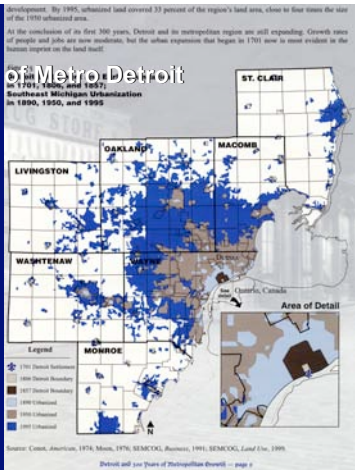 development. By 1995, urbanized land covered 33 percent of the region's land area, close to four times the size
of the 1950 urbanized area.
At the conclusion of its first 300 years, Detroit and its metropolitan region are still expanding. Growth rates
of people and jobs are now moderate, but the urban expansion that began in 1701 now is most evident in the
human imprint on the land itself.
of Metro Detroit
in 1701, 1806, and 1857;
Southeast Michigan Urbanization
in 1890, 1950, and 1995
ST. CLAIR
OAKLAND
MACOMB
LIVINGSTON
WASHTENAW
WAYNE
Detroit
Ontario, Canada
Area of Detail
MONROE
Legend
1701 Detroit Settlement
1806 Detroit Boundary
1857 Detroit Boundary
1890 Urbanized
1950 Urbanized
1995 Urbanized
N
Source: Conot, American, 1974; Moon, 1976; SEMCOG, Business, 1991; SEMCOG, Land Use, 1999.
Detroit and 300 Years of Metropolitan Growth — page 2